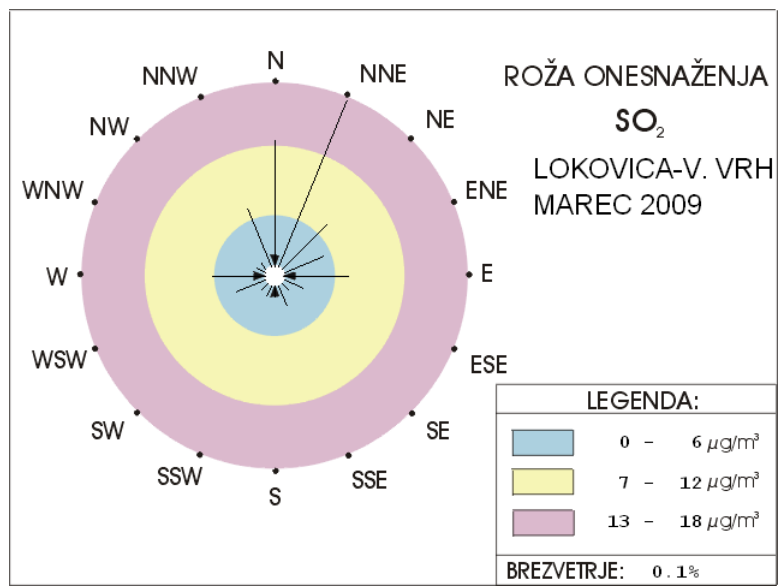 ROŽA ONESNAŽENJA
SO₂
LOKOVICA-V. VRH
MAREC 2009
N
NNE
NE
ENE
E
ESE
SE
SSE
S
SSW
SW
WSW
W
WNW
NW
NNW
LEGENDA:
0 - 6 µg/m³
7 - 12 µg/m³
13 - 18 µg/m³
BREZVETRJE: 0.1%